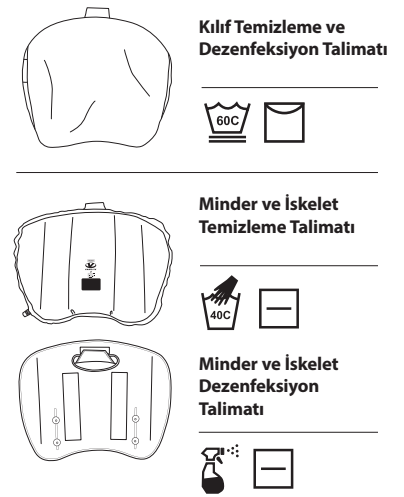 Kılıf Temizleme ve
Dezenfeksiyon Talimatı
60C
Minder ve İskelet
Temizleme Talimatı
40C
Minder ve İskelet
Dezenfeksiyon
Talimatı